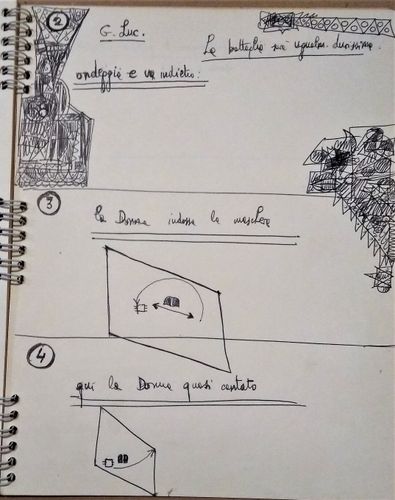 2
G. Luc.
La battaglia sarà ugualm. durissima.
ondeggia e va indietro:
3
la Donna indossa la maschera
4
qui la Donna quasi cantato